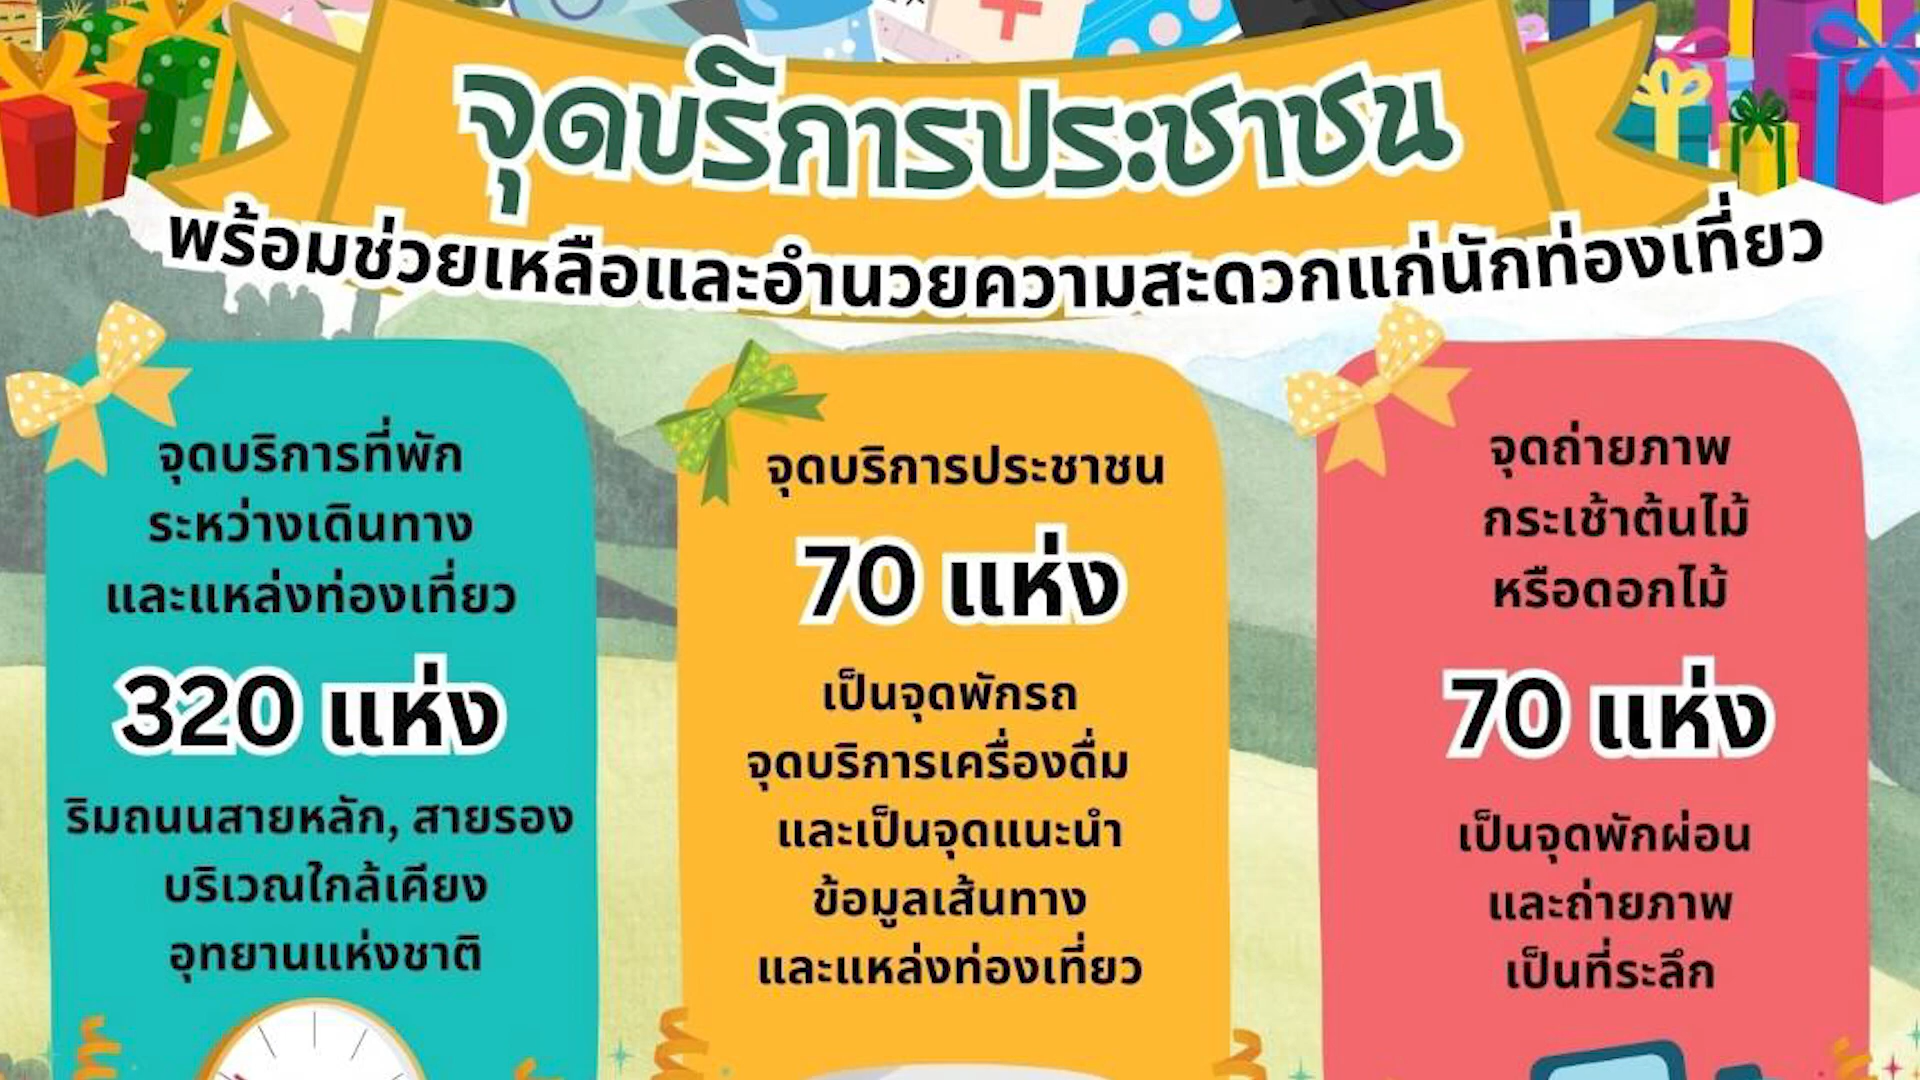 จุดบริการประชาชน
พร้อมช่วยเหลือและอำนวยความสะดวกแก่นักท่องเที่ยว
จุดบริการที่พัก
ระหว่างเดินทาง
และแหล่งท่องเที่ยว
320 แห่ง
ริมถนนสายหลัก, สายรอง
บริเวณใกล้เคียง
อุทยานแห่งชาติ
จุดบริการประชาชน
70 แห่ง
เป็นจุดพักรถ
จุดบริการเครื่องดื่ม
และเป็นจุดแนะนำ
ข้อมูลเส้นทาง
และแหล่งท่องเที่ยว
จุดถ่ายภาพ
กระเช้าต้นไม้
หรือดอกไม้
70 แห่ง
เป็นจุดพักผ่อน
และถ่ายภาพ
เป็นที่ระลึก